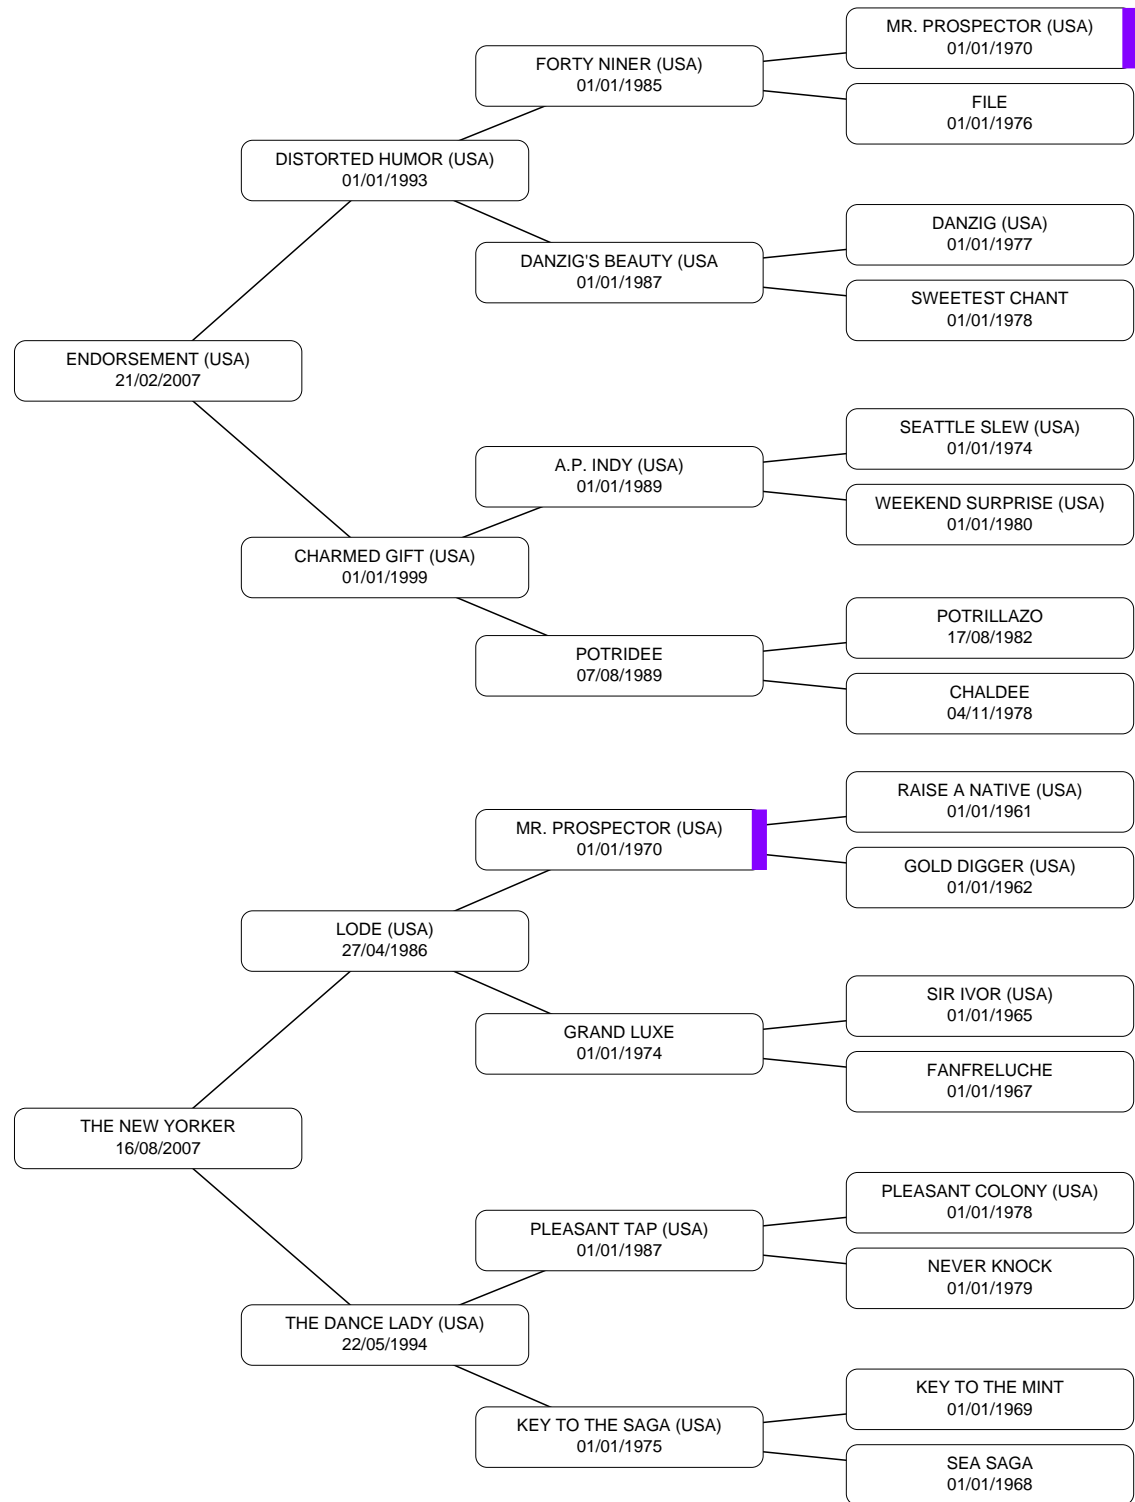 MR. PROSPECTOR (USA)
01/01/1970
FORTY NINER (USA)
01/01/1985
FILE
01/01/1976
DISTORTED HUMOR (USA)
01/01/1993
DANZIG (USA)
01/01/1977
DANZIG'S BEAUTY (USA
01/01/1987
SWEETEST CHANT
01/01/1978
ENDORSEMENT (USA)
21/02/2007
SEATTLE SLEW (USA)
01/01/1974
A.P. INDY (USA)
01/01/1989
WEEKEND SURPRISE (USA)
01/01/1980
CHARMED GIFT (USA)
01/01/1999
POTRILLAZO
17/08/1982
POTRIDEE
07/08/1989
CHALDEE
04/11/1978
RAISE A NATIVE (USA)
01/01/1961
MR. PROSPECTOR (USA)
01/01/1970
GOLD DIGGER (USA)
01/01/1962
LODE (USA)
27/04/1986
SIR IVOR (USA)
01/01/1965
GRAND LUXE
01/01/1974
FANFRELUCHE
01/01/1967
THE NEW YORKER
16/08/2007
PLEASANT COLONY (USA)
01/01/1978
PLEASANT TAP (USA)
01/01/1987
NEVER KNOCK
01/01/1979
THE DANCE LADY (USA)
22/05/1994
KEY TO THE MINT
01/01/1969
KEY TO THE SAGA (USA)
01/01/1975
SEA SAGA
01/01/1968